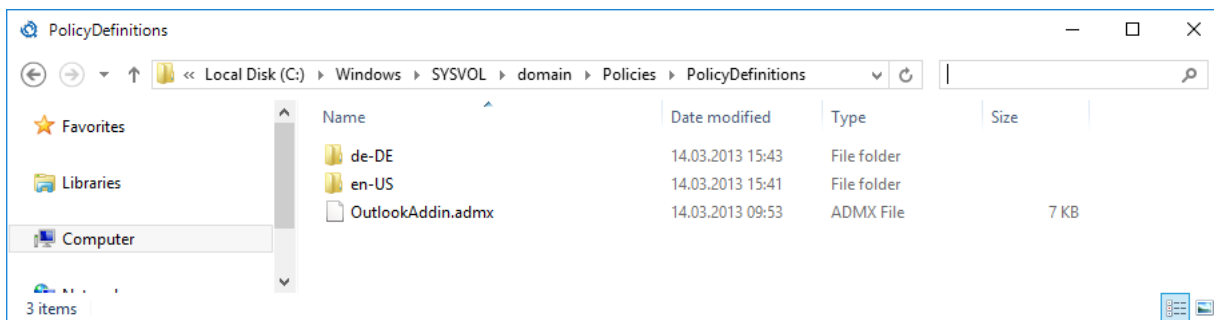 PolicyDefinitions
« Local Disk (C:) Windows SYSVOL domain Policies PolicyDefinitions
Favorites
Libraries
Computer
Name Date modified Type Size
de-DE 14.03.2013 15:43 File folder
en-US 14.03.2013 15:41 File folder
OutlookAddin.admx 14.03.2013 09:53 ADMX File 7 KB
3 items